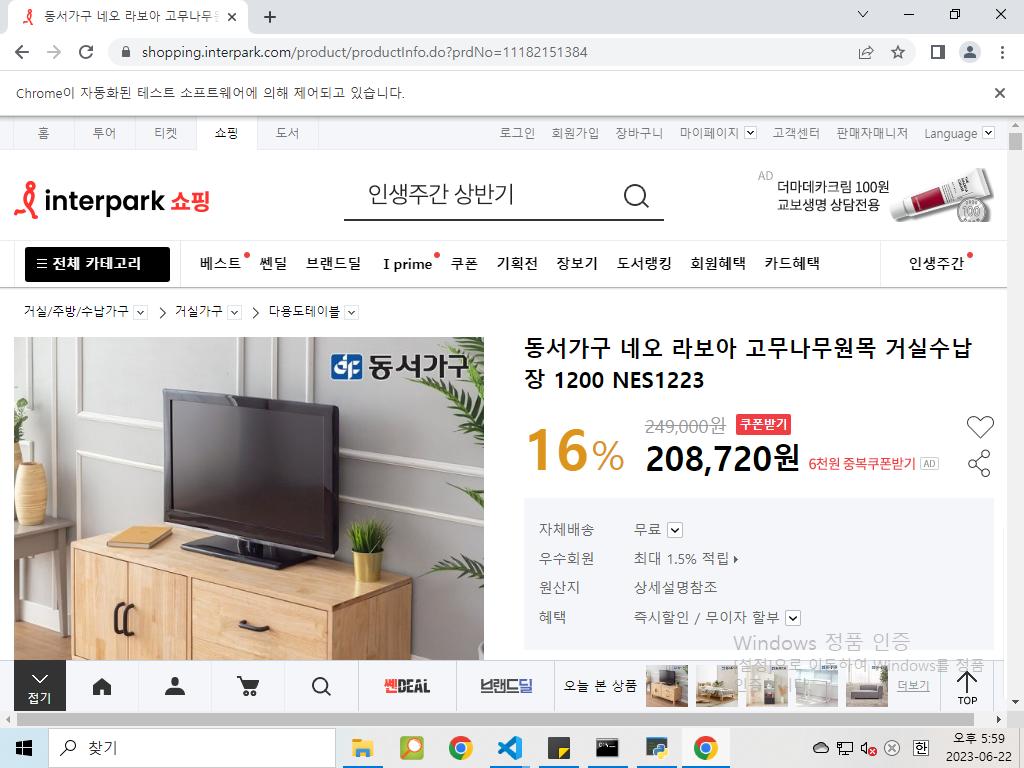 동서가구 네오 라보아 고무나무원
shopping.interpark.com/product/productInfo.do?prdNo=11182151384
Chrome이 자동화된 테스트 소프트웨어에 의해 제어되고 있습니다.
홈 투어 티켓 쇼핑 도서 로그인 회원가입 장바구니 마이페이지 고객센터 판매자매니저 Language
interpark 쇼핑
인생주간 상반기
AD
더마데카크림 100원
교보생명 상담전용
100
전체 카테고리 베스트 쎈딜 브랜드딜 I prime 쿠폰 기획전 장보기 도서랭킹 회원혜택 카드혜택 인생주간
거실/주방/수납가구 거실가구 다용도테이블
동서가구
동서가구 네오 라보아 고무나무원목 거실수납
장 1200 NES1223
249,000원 쿠폰받기
16% 208,720원 6천원 중복쿠폰받기 AD
자체배송 무료
우수회원 최대 1.5% 적립
원산지 상세설명참조
혜택 즉시할인 / 무이자 할부
Windows 정품 인증
[설정]으로 이동하여 Windows를 정품
접기
쎈DEAL
브랜드딜
오늘 본 상품
더보기
TOP
찾기
한
오후 5:59
2023-06-22